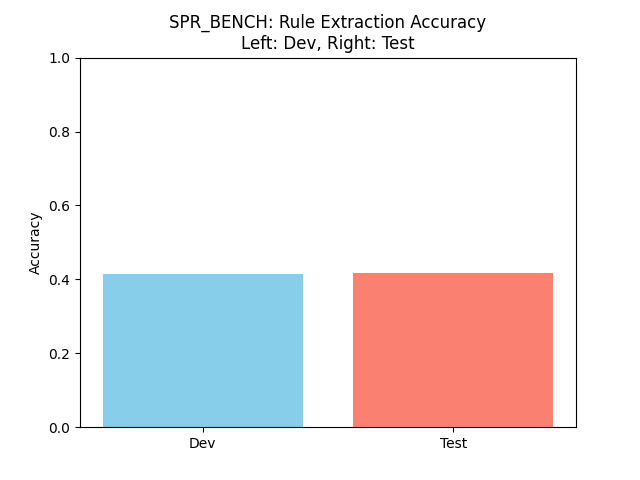 SPR_BENCH: Rule Extraction Accuracy
Left: Dev, Right: Test
1.0
0.8
0.6
0.4
0.2
0.0
Accuracy
Dev
Test